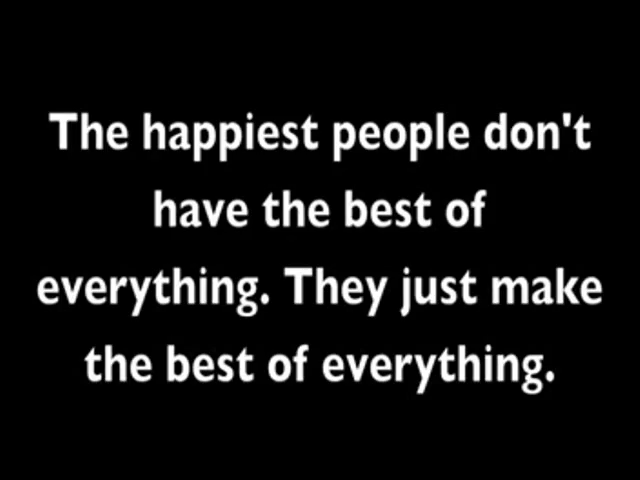 The happiest people don't
have the best of
everything. They just make
the best of everything.